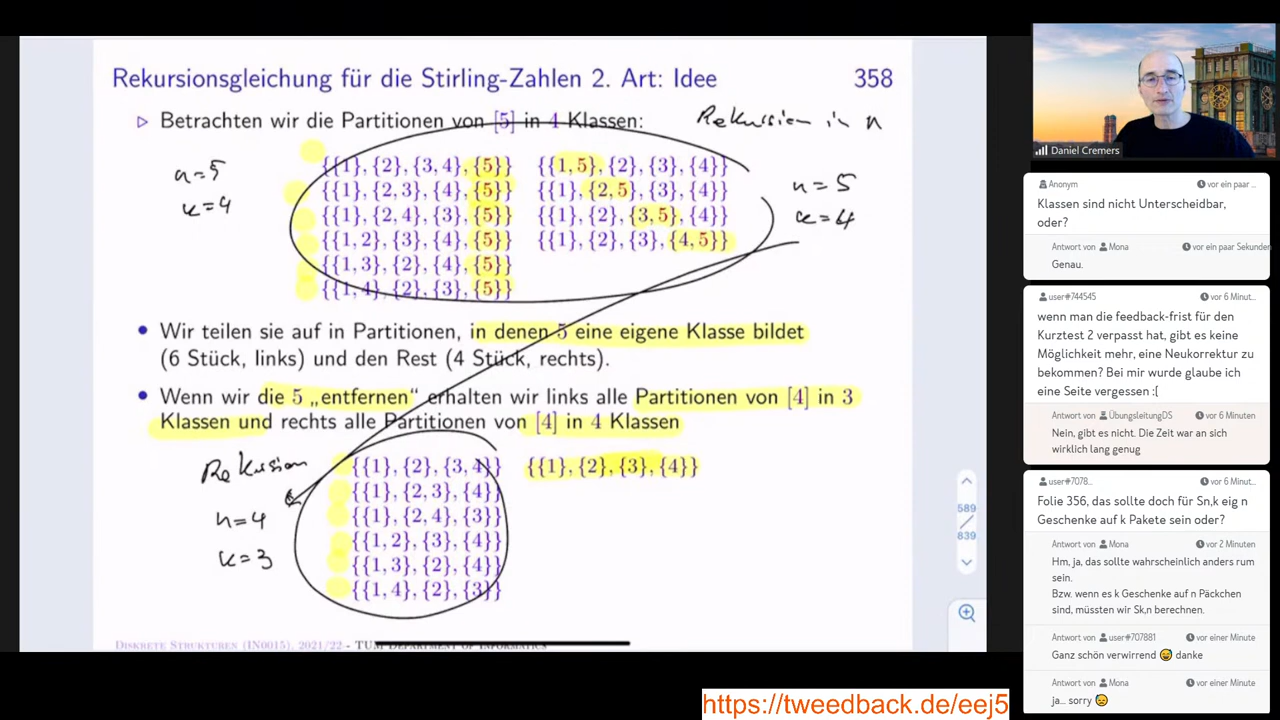 Rekursionsgleichung für die Stirling-Zahlen 2. Art: Idee 358
▷ Betrachten wir die Partitionen von [5] in 4 Klassen:
Rekursion in n
n=5
k=4
{{1}, {2}, {3, 4}, {5}} {{1, 5}, {2}, {3}, {4}}
{{1}, {2, 3}, {4}, {5}} {{1}, {2, 5}, {3}, {4}}
{{1}, {2, 4}, {3}, {5}} {{1}, {2}, {3, 5}, {4}}
{{1, 2}, {3}, {4}, {5}} {{1}, {2}, {3}, {4, 5}}
{{1, 3}, {2}, {4}, {5}}
{{1, 4}, {2}, {3}, {5}}
n=5
k=4
• Wir teilen sie auf in Partitionen, in denen 5 eine eigene Klasse bildet
(6 Stück, links) und den Rest (4 Stück, rechts).
• Wenn wir die 5 „entfernen“ erhalten wir links alle Partitionen von [4] in 3
Klassen und rechts alle Partitionen von [4] in 4 Klassen
Rekursion
n=4
k=3
{{1}, {2}, {3, 4}} {{1}, {2}, {3}, {4}}
{{1}, {2, 3}, {4}}
{{1}, {2, 4}, {3}}
{{1, 2}, {3}, {4}}
{{1, 3}, {2}, {4}}
{{1, 4}, {2}, {3}}
Diskrete Strukturen (IN0015), 2021/22 - TUM Department of Informatics
589
839
Daniel Cremers
Anonym vor ein paar ...
Klassen sind nicht Unterscheidbar,
oder?
Antwort von Mona vor ein paar Sekunden
Genau.
user#744545 vor 6 Minut...
wenn man die feedback-frist für den
Kurztest 2 verpasst hat, gibt es keine
Möglichkeit mehr, eine Neukorrektur zu
bekommen? Bei mir wurde glaube ich
eine Seite vergessen :[
Antwort von ÜbungsleitungDS vor 6 Minuten
Nein, gibt es nicht. Die Zeit war an sich
wirklich lang genug
user#7078... vor 6 Minut...
Folie 356, das sollte doch für Sn,k eig n
Geschenke auf k Pakete sein oder?
Antwort von Mona vor 2 Minuten
Hm, ja, das sollte wahrscheinlich anders rum
sein.
Bzw. wenn es k Geschenke auf n Päckchen
sind, müssten wir Sk,n berechnen.
Antwort von user#707881 vor einer Minute
Ganz schön verwirrend 😅 danke
Antwort von Mona vor einer Minute
ja... sorry 😥
https://tweedback.de/eej5